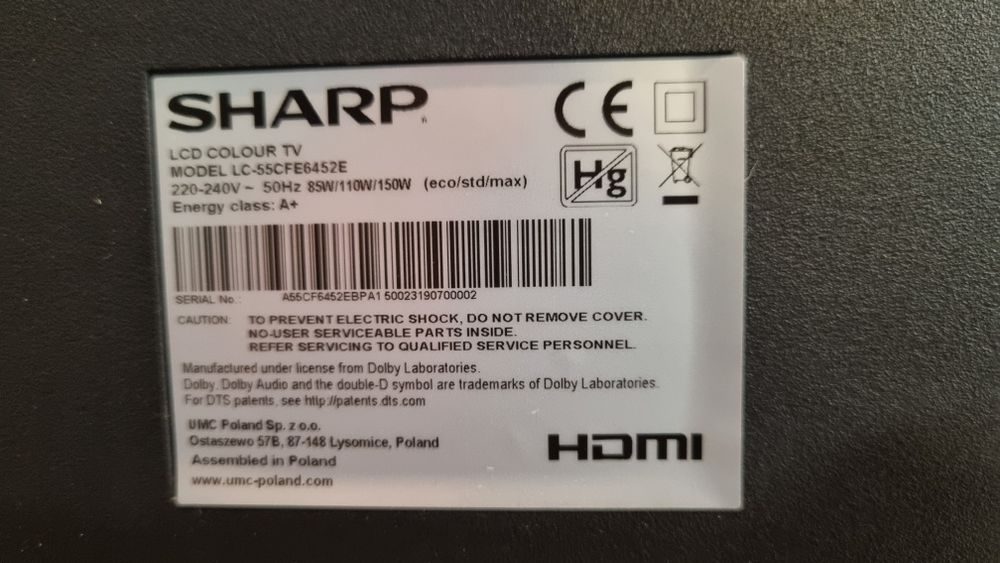 SHARP
LCD COLOUR TV
MODEL LC-55CFE6452E
220-240V ~ 50Hz 85W/110W/150W (eco/std/max)
Energy class: A+
CE
Hg
SERIAL No.: A55CF6452EBPA1 50023190700002
CAUTION: TO PREVENT ELECTRIC SHOCK, DO NOT REMOVE COVER.
NO-USER SERVICEABLE PARTS INSIDE.
REFER SERVICING TO QUALIFIED SERVICE PERSONNEL.
Manufactured under license from Dolby Laboratories.
Dolby, Dolby Audio and the double-D symbol are trademarks of Dolby Laboratories.
For DTS patents, see http://patents.dts.com
UMC Poland Sp. z o.o.
Ostaszewo 57B, 87-148 Lysomice, Poland
Assembled in Poland
www.umc-poland.com
HDMI